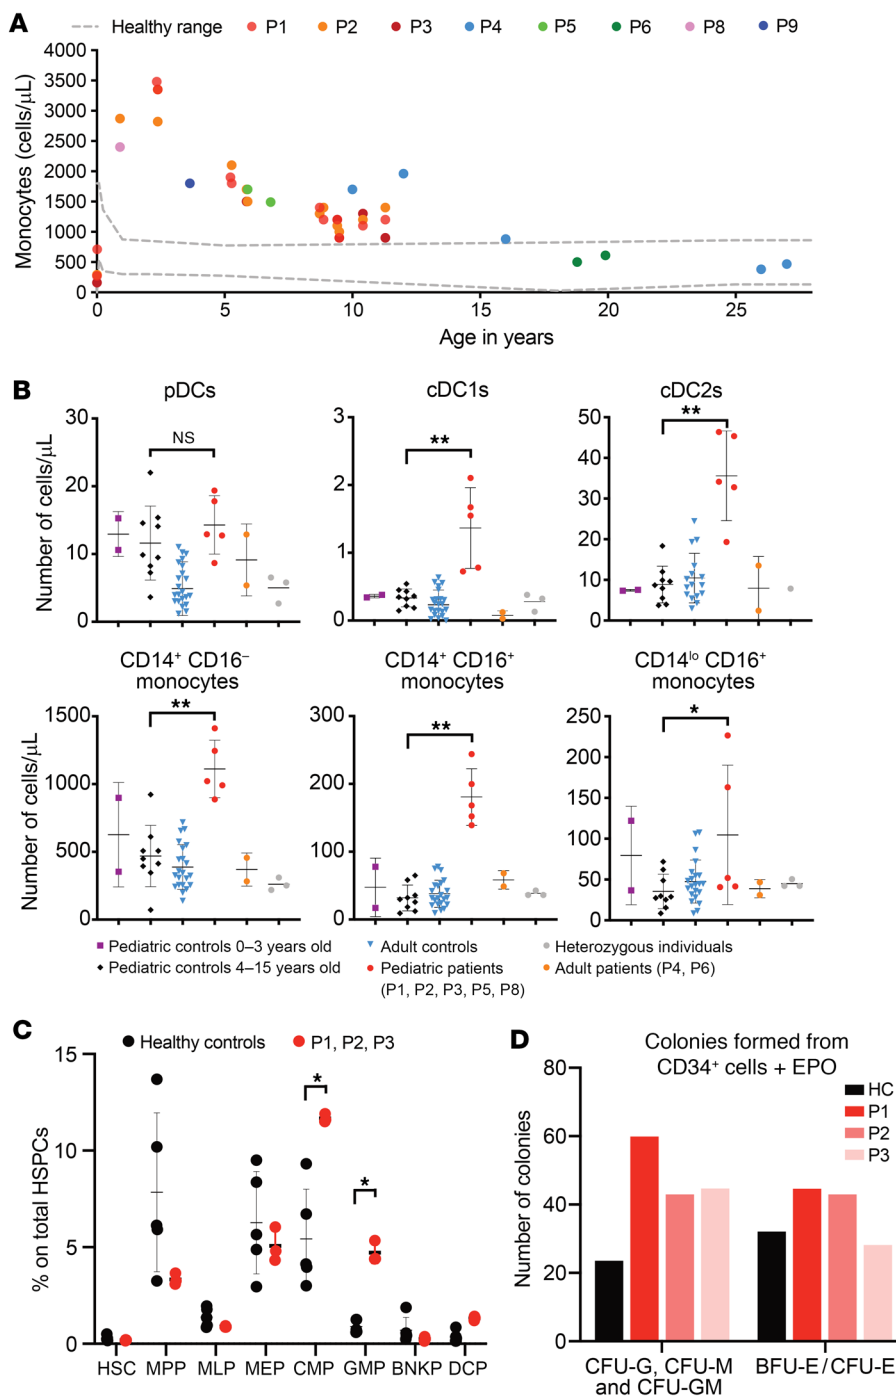 A
Healthy range P1 P2 P3 P4 P5 P6 P8 P9
Monocytes (cells/μL)
4000
3500
3000
2500
2000
1500
1000
500
0
0 5 10 15 20 25
Age in years
B
pDCs cDC1s cDC2s
Number of cells/μL
30
20
10
0
NS
3
2
1
0
**
50
40
30
20
10
0
**
CD14⁺ CD16⁻
monocytes
CD14⁺ CD16⁺
monocytes
CD14ˡᵒ CD16⁺
monocytes
Number of cells/μL
1500
1000
500
0
**
300
200
100
0
**
250
200
150
100
50
0
*
Pediatric controls 0–3 years old
Pediatric controls 4–15 years old
Adult controls
Pediatric patients
(P1, P2, P3, P5, P8)
Heterozygous individuals
Adult patients (P4, P6)
C
Healthy controls P1, P2, P3
% on total HSPCs
15
10
5
0
*
*
HSC MPP MLP MEP CMP GMP BNKP DCP
D
Colonies formed from
CD34⁺ cells + EPO
Number of colonies
80
60
40
20
0
HC
P1
P2
P3
CFU-G, CFU-M
and CFU-GM
BFU-E/CFU-E